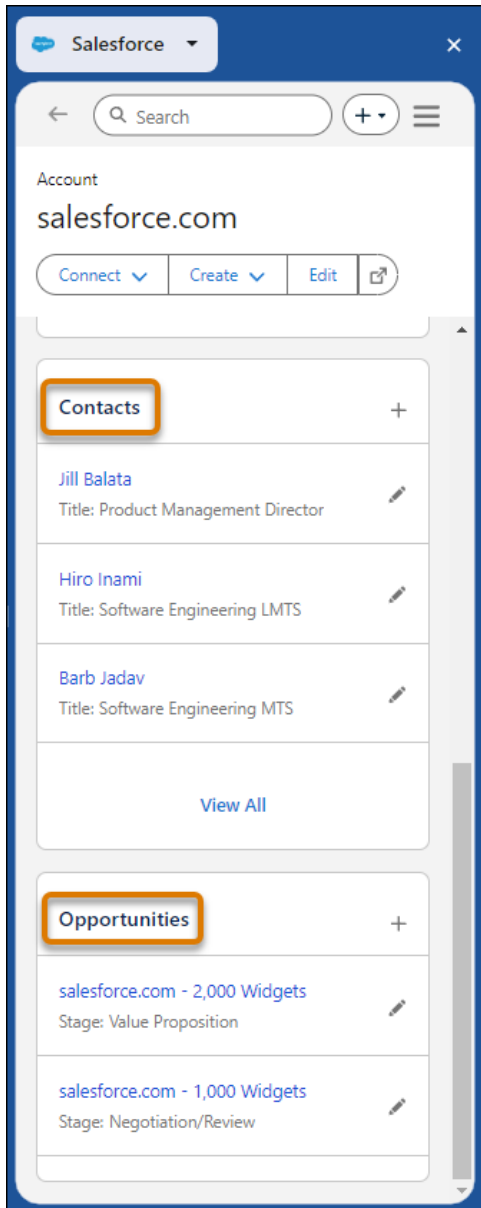 Salesforce
Search
Account
salesforce.com
Connect Create Edit
Contacts
Jill Balata
Title: Product Management Director
Hiro Inami
Title: Software Engineering LMTS
Barb Jadav
Title: Software Engineering MTS
View All
Opportunities
salesforce.com - 2,000 Widgets
Stage: Value Proposition
salesforce.com - 1,000 Widgets
Stage: Negotiation/Review